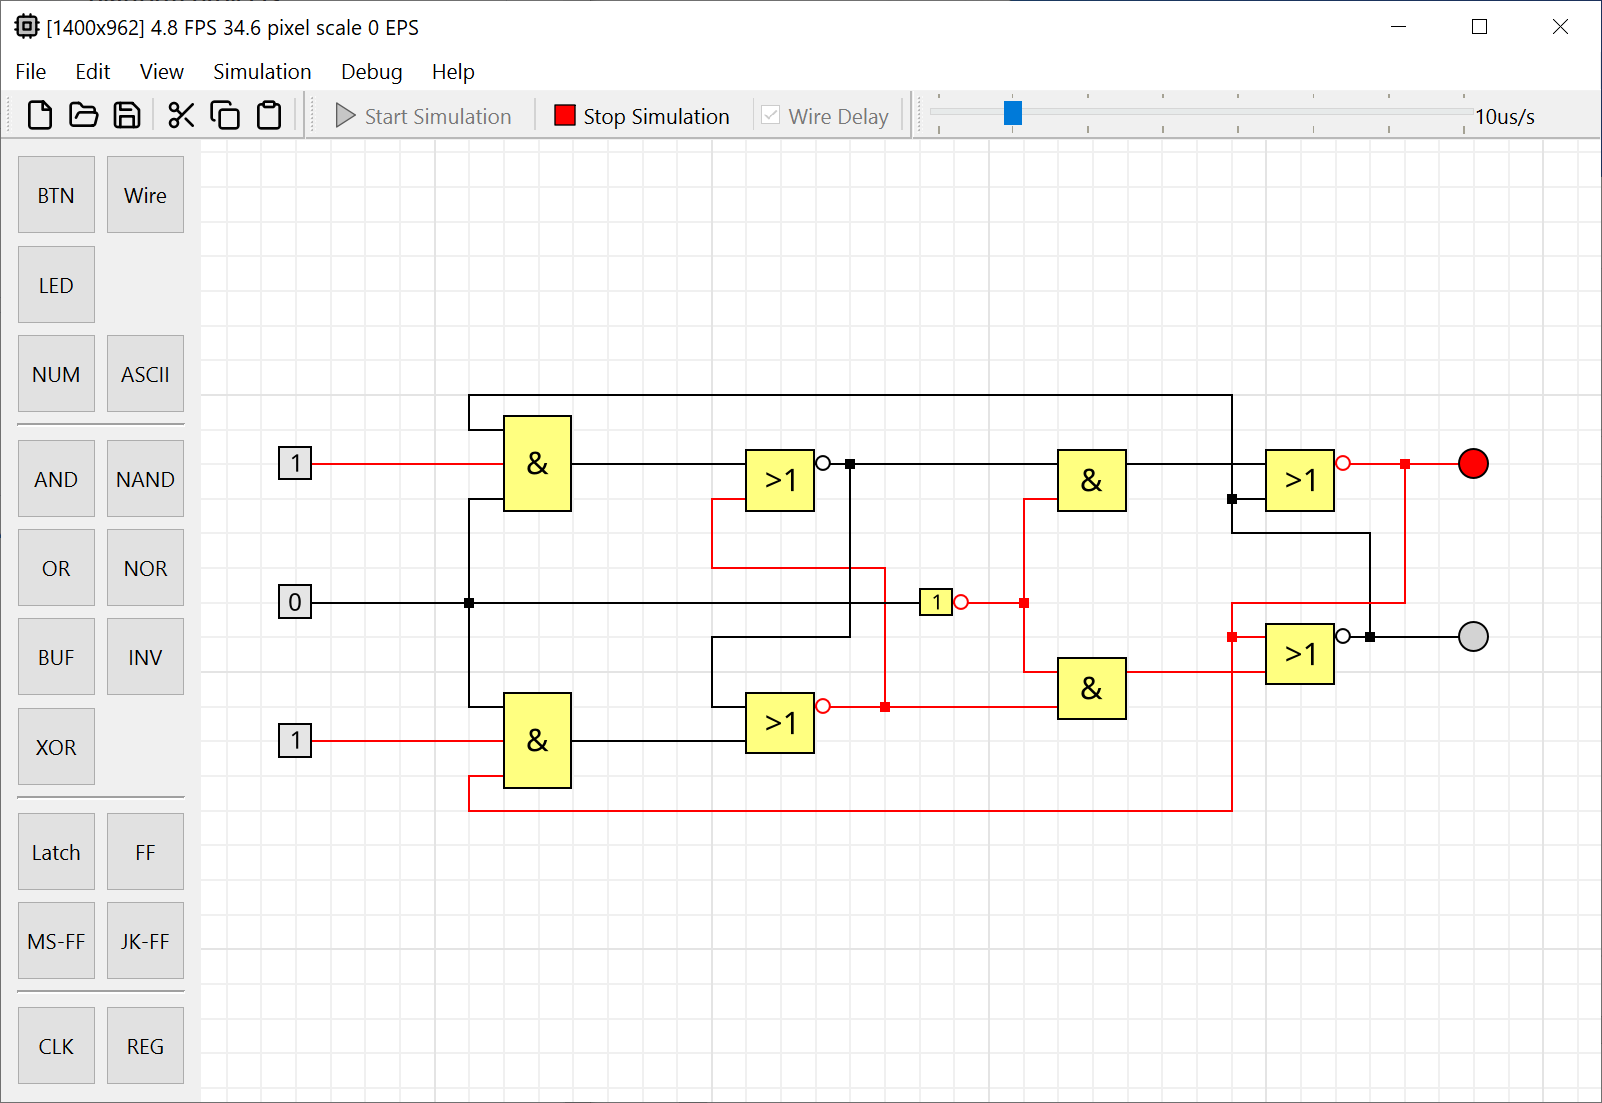 [1400x962] 4.8 FPS 34.6 pixel scale 0 EPS
File Edit View Simulation Debug Help
Start Simulation Stop Simulation Wire Delay 10us/s
BTN Wire
LED
NUM ASCII
AND NAND
OR NOR
BUF INV
XOR
Latch FF
MS-FF JK-FF
CLK REG
1 &
>1 & >1
0 1
>1
&
1 & >1